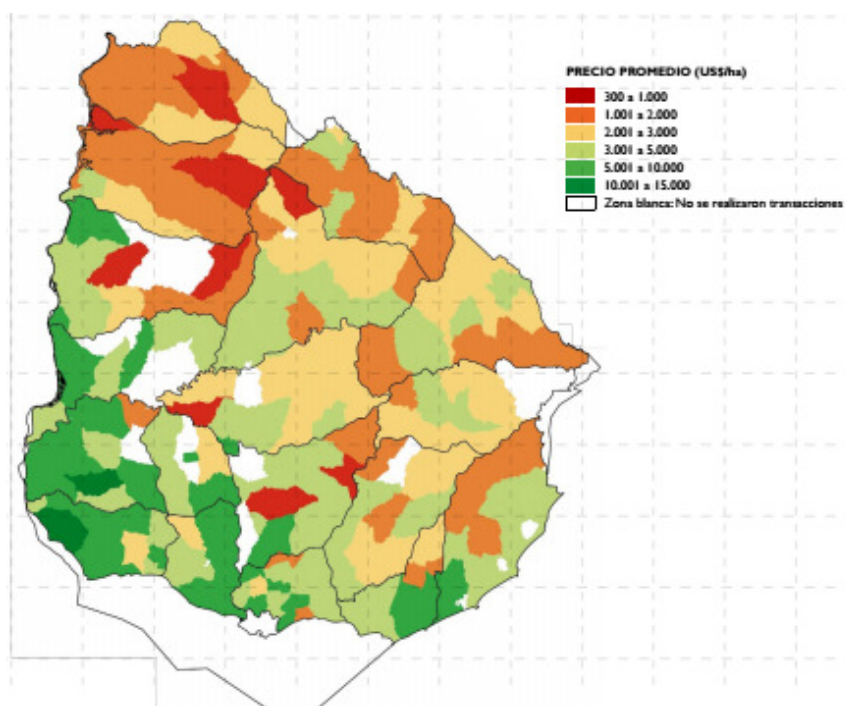 PRECIO PROMEDIO (US$/ha)
300 a 1.000
1.001 a 2.000
2.001 a 3.000
3.001 a 5.000
5.001 a 10.000
10.001 a 15.000
Zona blanca: No se realizaron transacciones